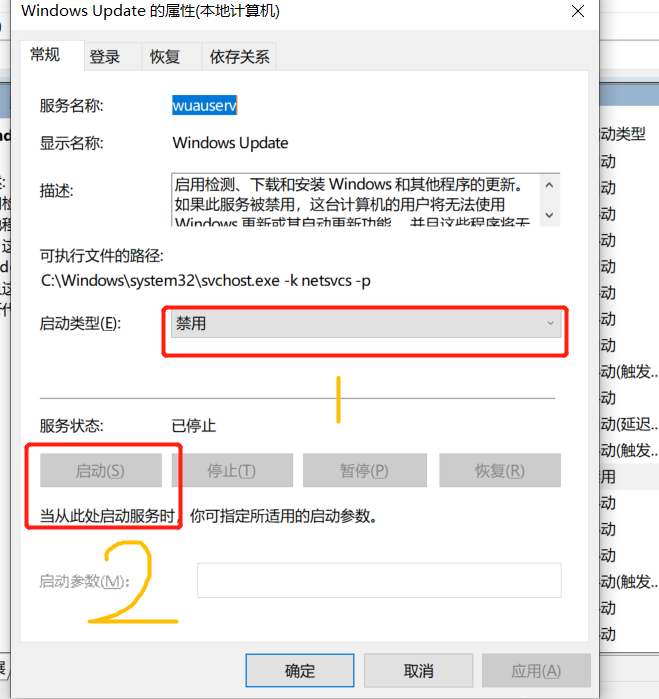 Windows Update 的属性(本地计算机)
常规 登录 恢复 依存关系
服务名称: wuauserv
显示名称: Windows Update
描述: 启用检测、下载和安装 Windows 和其他程序的更新。
如果此服务被禁用，这台计算机的用户将无法使用
Windows 更新或其自动更新功能，并且这些程序将无
可执行文件的路径:
C:\Windows\system32\svchost.exe -k netsvcs -p
启动类型(E): 禁用
1
服务状态: 已停止
启动(S) 停止(T) 暂停(P) 恢复(R)
当从此处启动服务时，你可指定所适用的启动参数。
2
启动参数(M):
确定 取消 应用(A)
动类型
动
动
动
动
动
动
动
动
动(触发...
动
动(延迟...
动(触发...
用
动
动
动
动(触发...
动
动